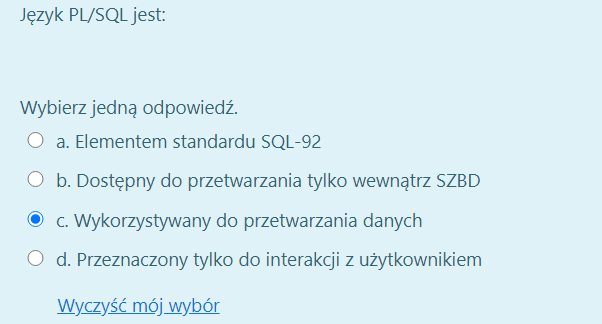 Język PL/SQL jest:
Wybierz jedną odpowiedź.
a. Elementem standardu SQL-92
b. Dostępny do przetwarzania tylko wewnątrz SZBD
c. Wykorzystywany do przetwarzania danych
d. Przeznaczony tylko do interakcji z użytkownikiem
Wyczyść mój wybór